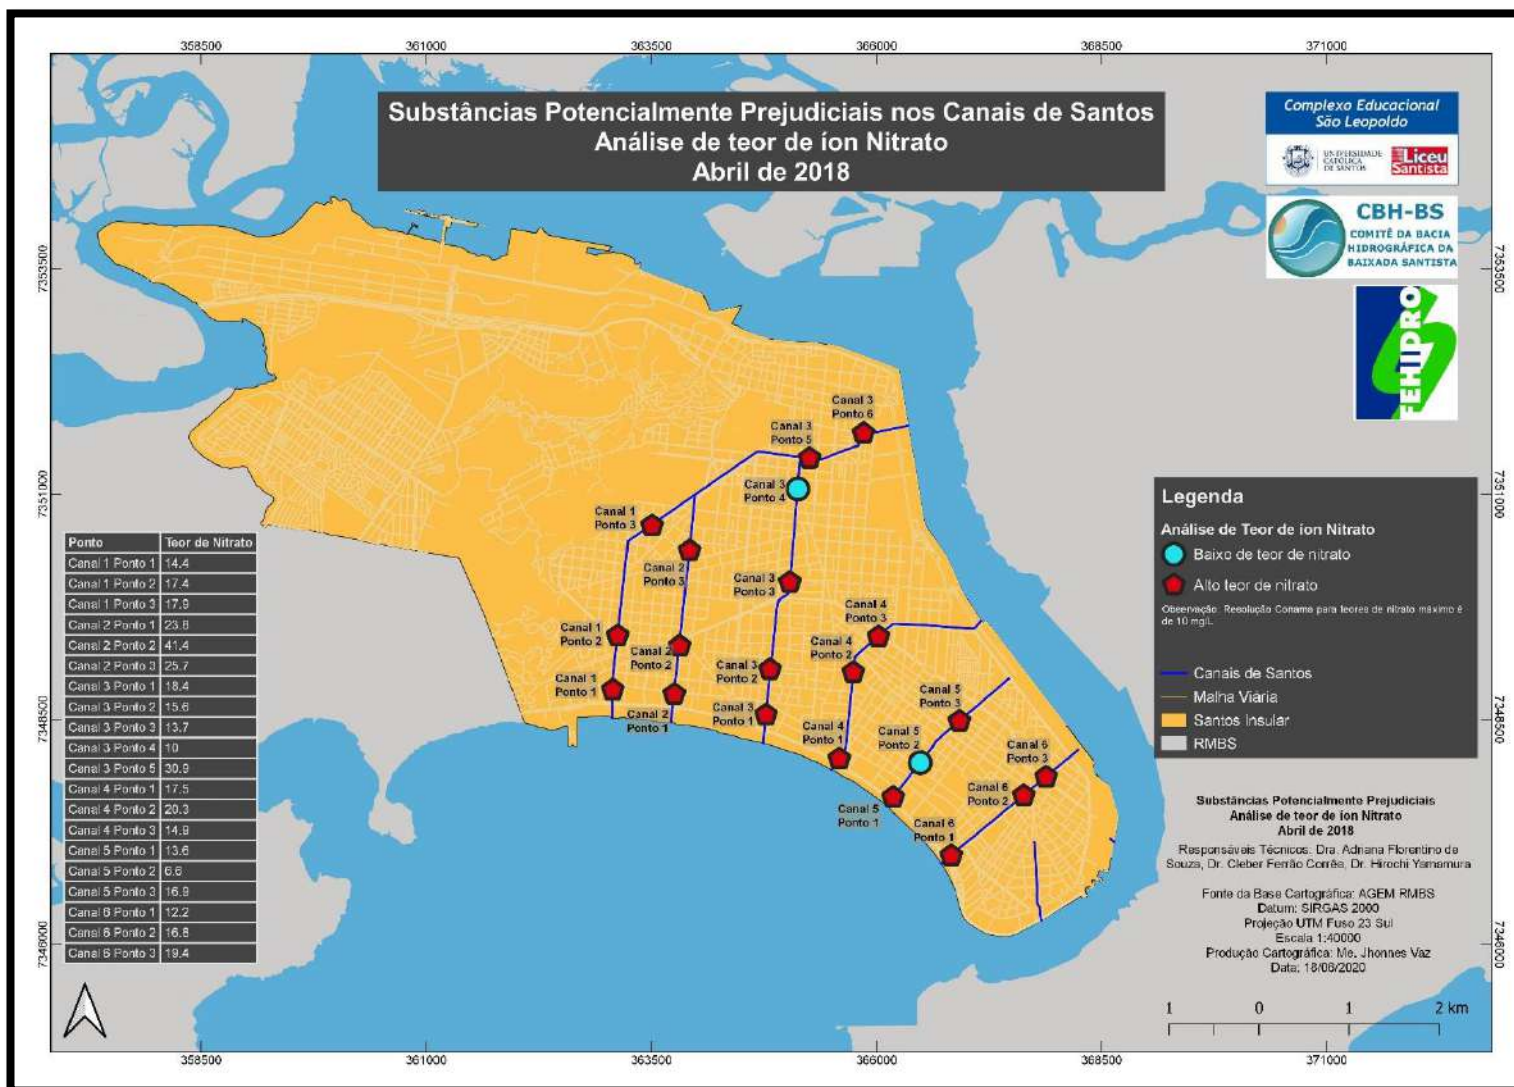 358500 361000 363500 366000 368500 371000
Substâncias Potencialmente Prejudiciais nos Canais de Santos
Análise de teor de íon Nitrato
Abril de 2018
Complexo Educacional
São Leopoldo
UNIVERSIDADE
CATÓLICA
DE SANTOS
Liceu
Santista
CBH-BS
COMITÊ DA BACIA
HIDROGRÁFICA DA
BAIXADA SANTISTA
FEHIDRO
7353500
7351000
7348500
7346000
7353500
7351000
7348500
7346000
Canal 3
Ponto 6
Canal 3
Ponto 5
Canal 3
Ponto 4
Canal 1
Ponto 3
Canal 2
Ponto 3
Canal 3
Ponto 3
Canal 4
Ponto 3
Canal 1
Ponto 2
Canal 2
Ponto 2
Canal 4
Ponto 2
Canal 3
Ponto 2
Canal 1
Ponto 1
Canal 5
Ponto 3
Canal 2
Ponto 1
Canal 3
Ponto 1
Canal 4
Ponto 1
Canal 5
Ponto 2
Canal 6
Ponto 3
Canal 6
Ponto 2
Canal 5
Ponto 1
Canal 6
Ponto 1
Ponto Teor de Nitrato
Canal 1 Ponto 1 14.4
Canal 1 Ponto 2 17.4
Canal 1 Ponto 3 17.9
Canal 2 Ponto 1 23.8
Canal 2 Ponto 2 41.4
Canal 2 Ponto 3 25.7
Canal 3 Ponto 1 18.4
Canal 3 Ponto 2 15.6
Canal 3 Ponto 3 13.7
Canal 3 Ponto 4 10
Canal 3 Ponto 5 30.9
Canal 4 Ponto 1 17.5
Canal 4 Ponto 2 20.3
Canal 4 Ponto 3 14.9
Canal 5 Ponto 1 13.6
Canal 5 Ponto 2 6.6
Canal 5 Ponto 3 16.9
Canal 6 Ponto 1 12.2
Canal 6 Ponto 2 16.8
Canal 6 Ponto 3 19.4
Legenda
Análise de Teor de íon Nitrato
Baixo de teor de nitrato
Alto teor de nitrato
Observação: Resolução Conama para teores de nitrato máximo é
de 10 mg/L
Canais de Santos
Malha Viária
Santos Insular
RMBS
Substâncias Potencialmente Prejudiciais
Análise de teor de íon Nitrato
Abril de 2018
Responsáveis Técnicos: Dra. Adriana Florentino de
Souza, Dr. Cleber Ferrão Corrêa, Dr. Hirochi Yamamura
Fonte da Base Cartográfica: AGEM RMBS
Datum: SIRGAS 2000
Projeção UTM Fuso 23 Sul
Escala 1:40000
Produção Cartográfica: Me. Jhonnes Vaz
Data: 18/06/2020
1 0 1 2 km
358500 361000 363500 366000 368500 371000